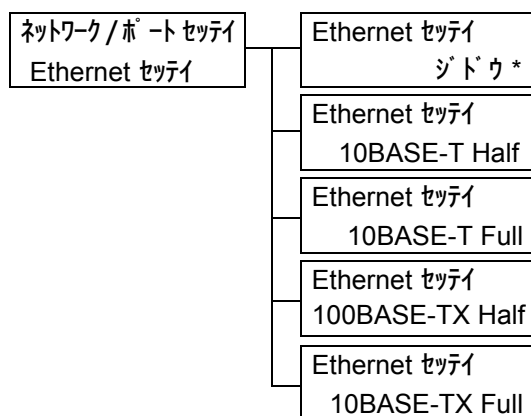 ﾈｯﾄﾜｰｸ / ﾎﾟｰﾄ ｾｯﾃｲ
Ethernet ｾｯﾃｲ
Ethernet ｾｯﾃｲ
ｼﾞﾄﾞｳ *
Ethernet ｾｯﾃｲ
10BASE-T Half
Ethernet ｾｯﾃｲ
10BASE-T Full
Ethernet ｾｯﾃｲ
100BASE-TX Half
Ethernet ｾｯﾃｲ
10BASE-TX Full